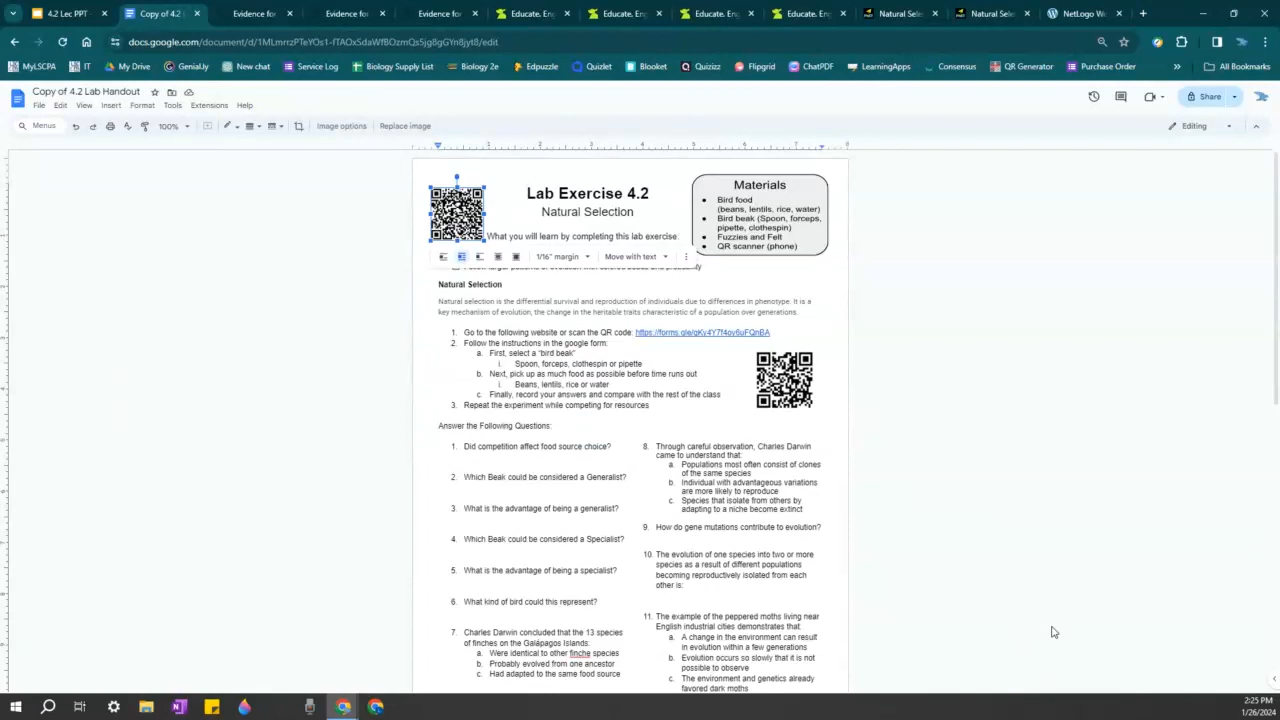 4.2 LL PPT
Copy of 4.2 L
Evidence for
Evidence for
Evidence for
Educate, En
Educate, En
Educate, En
Educate, En
Natural Sele
Natural Sele
NetLogo We
docs.google.com/document/d/
MyLSCPA
IT
My Drive
Genial.ly
New chat
Service Log
Biology Supply List
Biology 2e
Edpuzzle
Quizlet
Blooket
Quizizz
Flipgrid
ChatPDF
LearningApps
Consensus
QR Generator
Purchase Order
All Bookmarks
Copy of 4.2 Lab Handout
File Edit View Insert Format Tools Extensions Help
Share
Menus
100%
Image options
Replace image
Editing
1 2 3 4 5 6 7 8
Lab Exercise 4.2
Natural Selection
What you will learn by completing this lab exercise:
Materials
● Bird food
(beans, lentils, rice, water)
● Bird beak (Spoon, forceps,
pipette, clothespin)
● Fuzzies and Felt
● QR scanner (phone)
1/16" margin
Move with text
Natural Selection
Natural selection is the differential survival and reproduction of individuals due to differences in phenotype. It is a
key mechanism of evolution, the change in the heritable traits characteristic of a population over generations.
1. Go to the following website or scan the QR code: https://forms.gle/gKy4Y7f4oy6uFQnBA
2. Follow the instructions in the google form:
a. First, select a "bird beak"
i. Spoon, forceps, clothespin or pipette
b. Next, pick up as much food as possible before time runs out
i. Beans, lentils, rice or water
c. Finally, record your answers and compare with the rest of the class
3. Repeat the experiment while competing for resources
Answer the Following Questions:
1. Did competition affect food source choice?
2. Which Beak could be considered a Generalist?
3. What is the advantage of being a generalist?
4. Which Beak could be considered a Specialist?
5. What is the advantage of being a specialist?
6. What kind of bird could this represent?
7. Charles Darwin concluded that the 13 species
of finches on the Galápagos Islands:
a. Were identical to other finche species
b. Probably evolved from one ancestor
c. Had adapted to the same food source
8. Through careful observation, Charles Darwin
came to understand that:
a. Populations most often consist of clones
of the same species
b. Individual with advantageous variations
are more likely to reproduce
c. Species that isolate from others by
adapting to a niche become extinct
9. How do gene mutations contribute to evolution?
10. The evolution of one species into two or more
species as a result of different populations
becoming reproductively isolated from each
other is:
11. The example of the peppered moths living near
English industrial cities demonstrates that:
a. A change in the environment can result
in evolution within a few generations
b. Evolution occurs so slowly that it is not
possible to observe
c. The environment and genetics already
favored dark moths
2:25 PM
1/26/2024